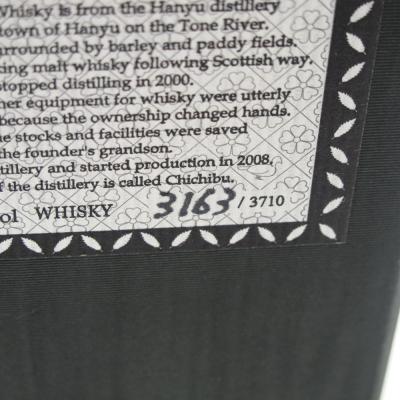 Whisky is from the Hanyu distillery
town of Hanyu on the Tone River.
surrounded by barley and paddy fields.
king malt whisky following Scottish way.
stopped distilling in 2000.
her equipment for whisky were utterly
because the ownership changed hands.
e stocks and facilities were saved
the founder's grandson.
tillery and started production in 2008.
f the distillery is called Chichibu.
ol WHISKY 3163 / 3710